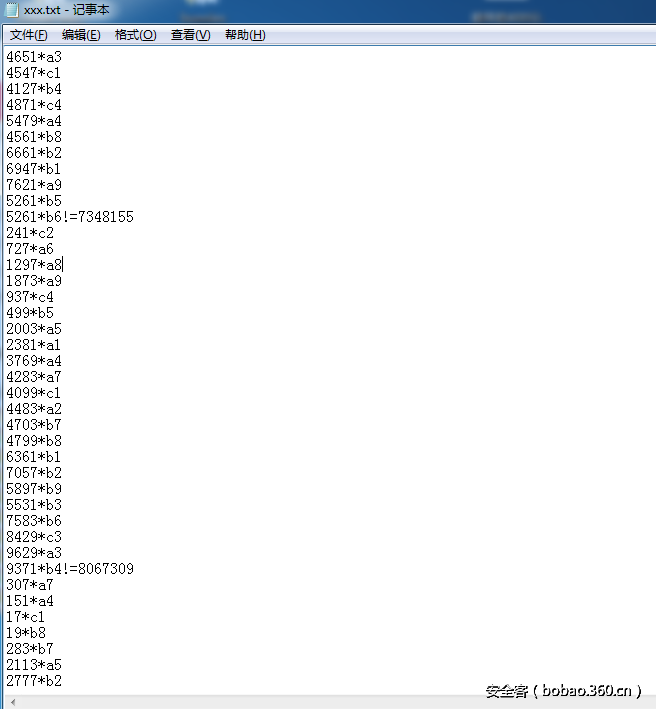 xxx.txt - 记事本
文件(F) 编辑(E) 格式(O) 查看(V) 帮助(H)
4651*a3
4547*c1
4127*b4
4871*c4
5479*a4
4561*b8
6661*b2
6947*b1
7621*a9
5261*b5
5261*b6!=7348155
241*c2
727*a6
1297*a8
1873*a9
937*c4
499*b5
2003*a5
2381*a1
3769*a4
4283*a7
4099*c1
4483*a2
4703*b7
4799*b8
6361*b1
7057*b2
5897*b9
5531*b3
7583*b6
8429*c3
9629*a3
9371*b4!=8067309
307*a7
151*a4
17*c1
19*b8
283*b7
2113*a5
2777*b2
安全客(bobao.360.cn)